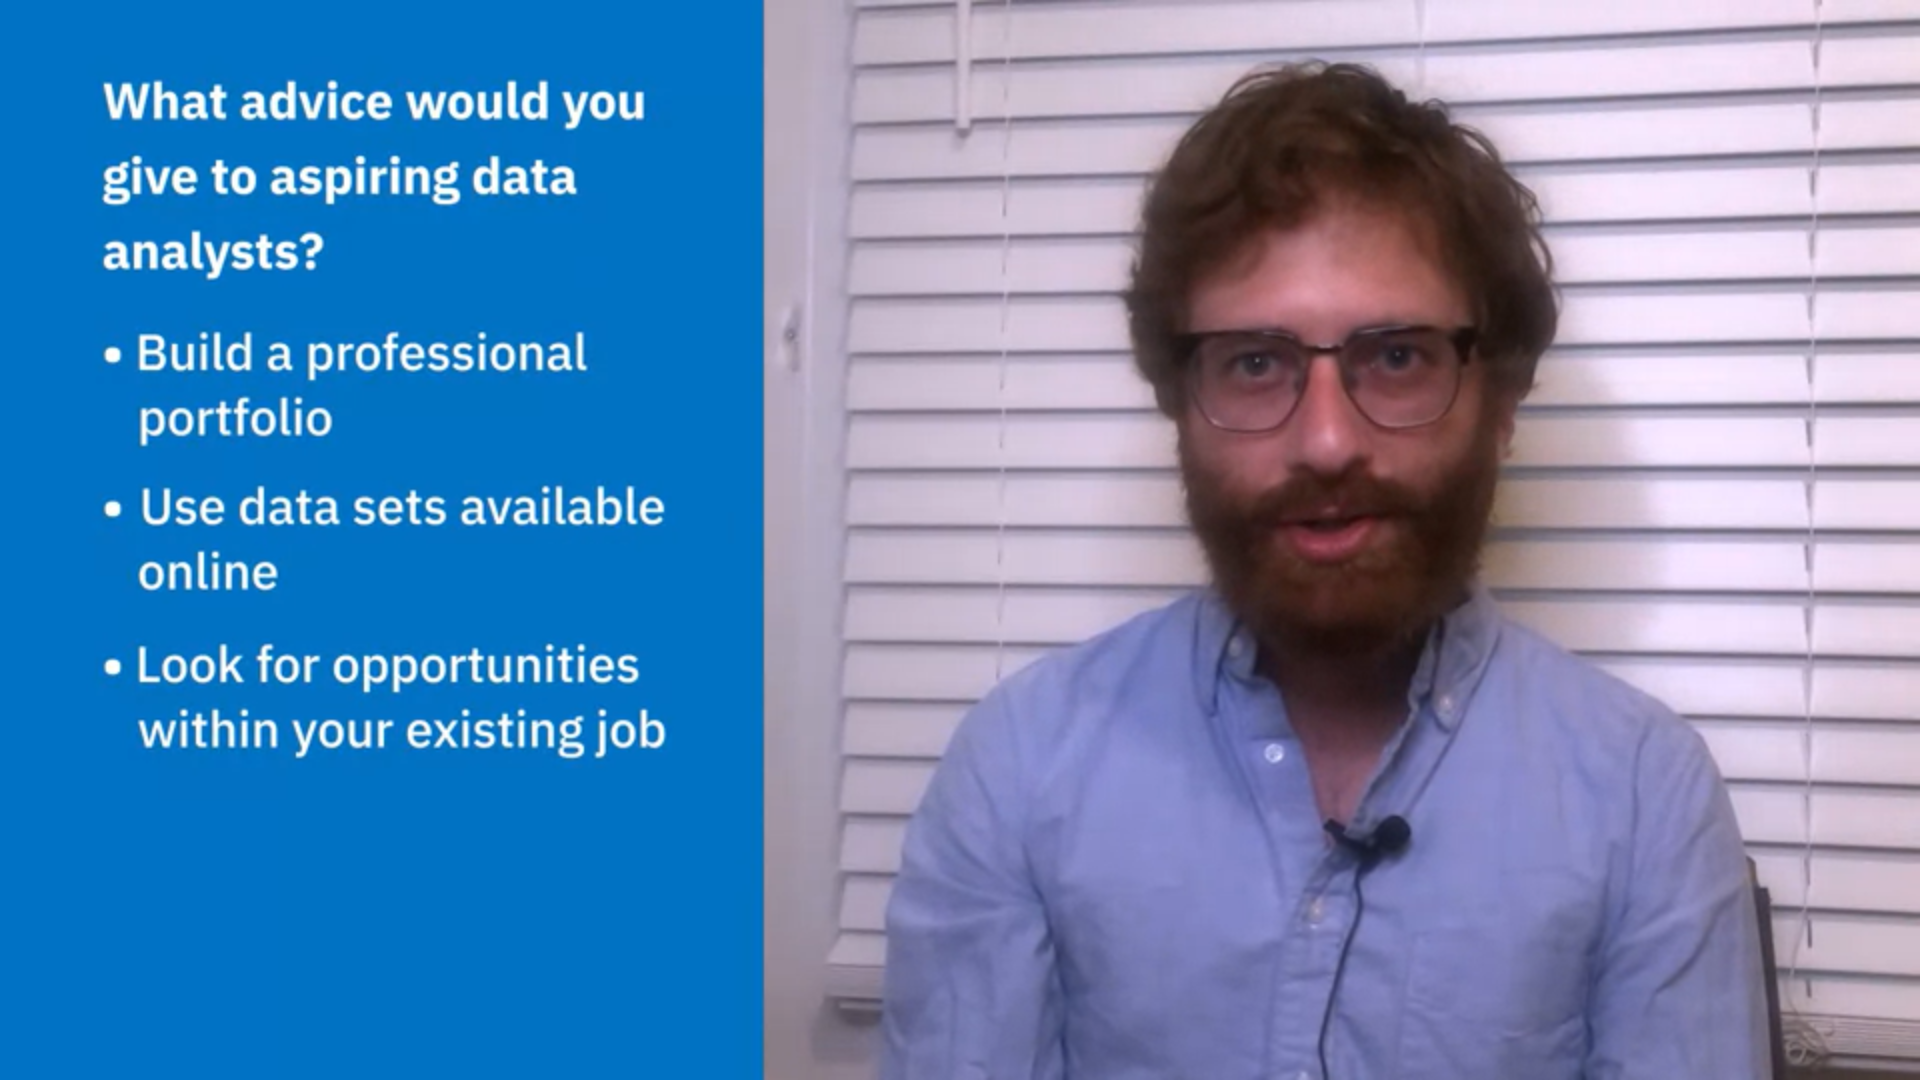 What advice would you
give to aspiring data
analysts?
• Build a professional
portfolio
• Use data sets available
online
• Look for opportunities
within your existing job